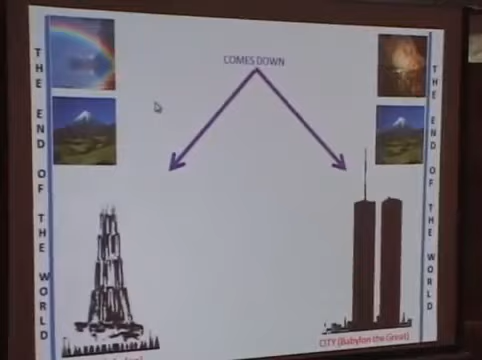 THE END OF THE WORLD
COMES DOWN
THE END OF THE WORLD
CITY (Babylon the Great)